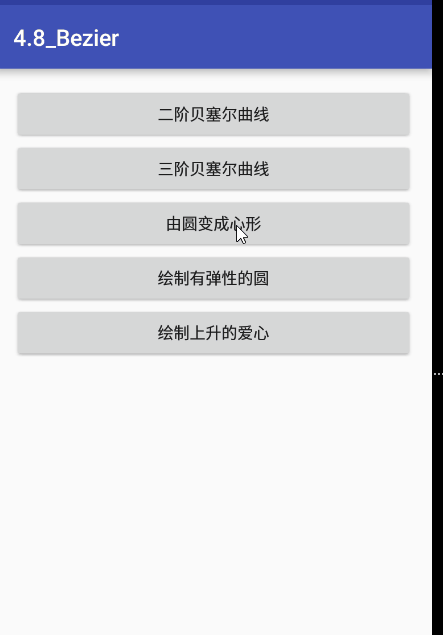 4.8_Bezier
二阶贝塞尔曲线
三阶贝塞尔曲线
由圆变成心形
绘制有弹性的圆
绘制上升的爱心